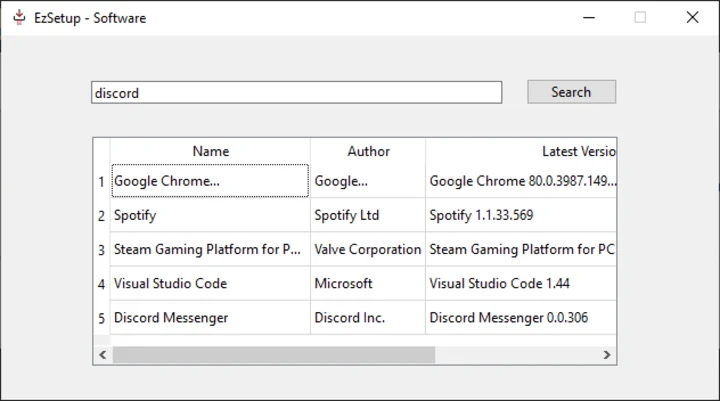 EzSetup - Software
discord Search
Name Author Latest Versio
1 Google Chrome... Google... Google Chrome 80.0.3987.149...
2 Spotify Spotify Ltd Spotify 1.1.33.569
3 Steam Gaming Platform for P... Valve Corporation Steam Gaming Platform for PC
4 Visual Studio Code Microsoft Visual Studio Code 1.44
5 Discord Messenger Discord Inc. Discord Messenger 0.0.306